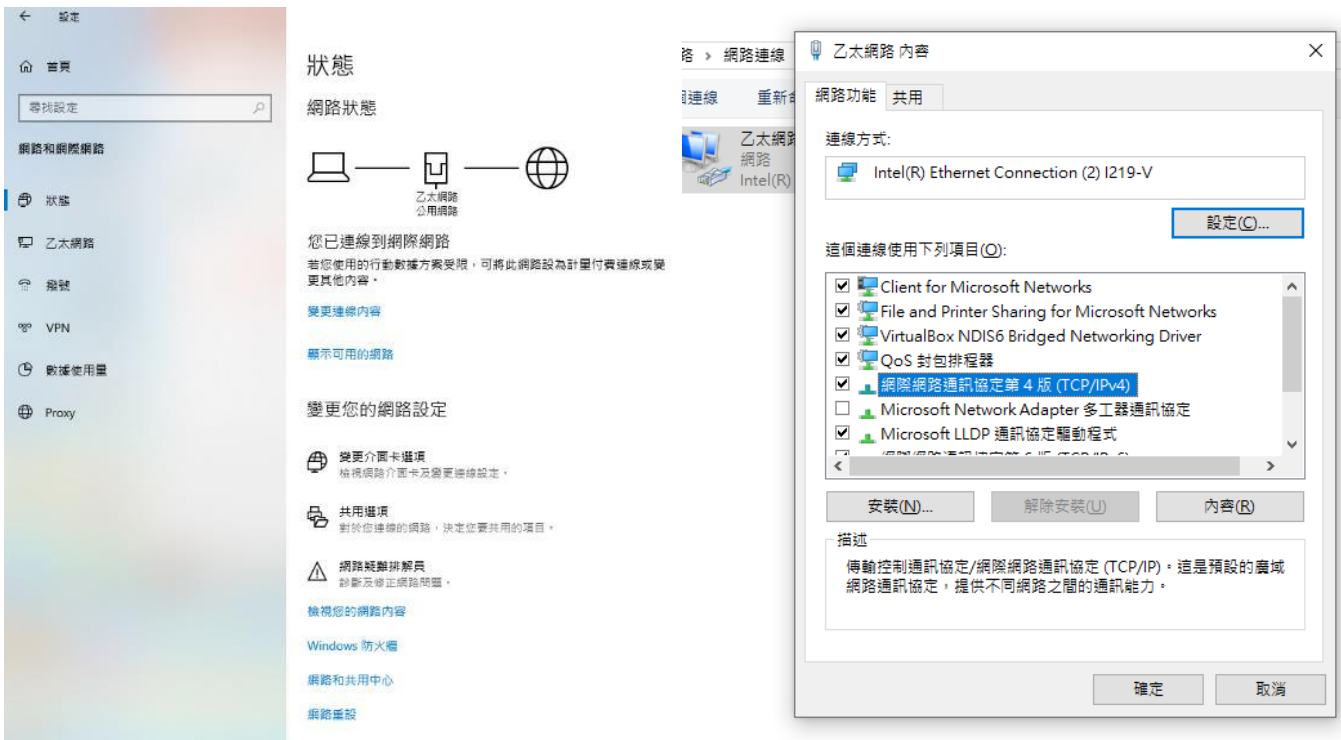 設定
首頁
尋找設定
網路和網際網路
狀態
乙太網路
撥號
VPN
數據使用量
Proxy
狀態
網路狀態
乙太網路
公用網路
您已連線到網際網路
若您使用的行動數據方案受限，可將此網路設為計量付費連線或變
更其他內容。
變更連線內容
顯示可用的網路
變更您的網路設定
變更介面卡選項
檢視網路介面卡及變更連線設定。
共用選項
對於您連線的網路，決定您要共用的項目。
網路疑難排解員
診斷及修正網路問題。
檢視您的網路內容
Windows 防火牆
網路和共用中心
網路重設
路 › 網路連線
連線 重新
乙太網路
網路
Intel(R)
乙太網路 內容
網路功能 共用
連線方式:
Intel(R) Ethernet Connection (2) I219-V
設定(C)...
這個連線使用下列項目(O):
Client for Microsoft Networks
File and Printer Sharing for Microsoft Networks
VirtualBox NDIS6 Bridged Networking Driver
QoS 封包排程器
網際網路通訊協定第 4 版 (TCP/IPv4)
Microsoft Network Adapter 多工器通訊協定
Microsoft LLDP 通訊協定驅動程式
網際網路通訊協定第 6 版 (TCP/IPv6)
安裝(N)... 解除安裝(U) 內容(R)
描述
傳輸控制通訊協定/網際網路通訊協定 (TCP/IP)。這是預設的廣域
網路通訊協定，提供不同網路之間的通訊能力。
確定 取消